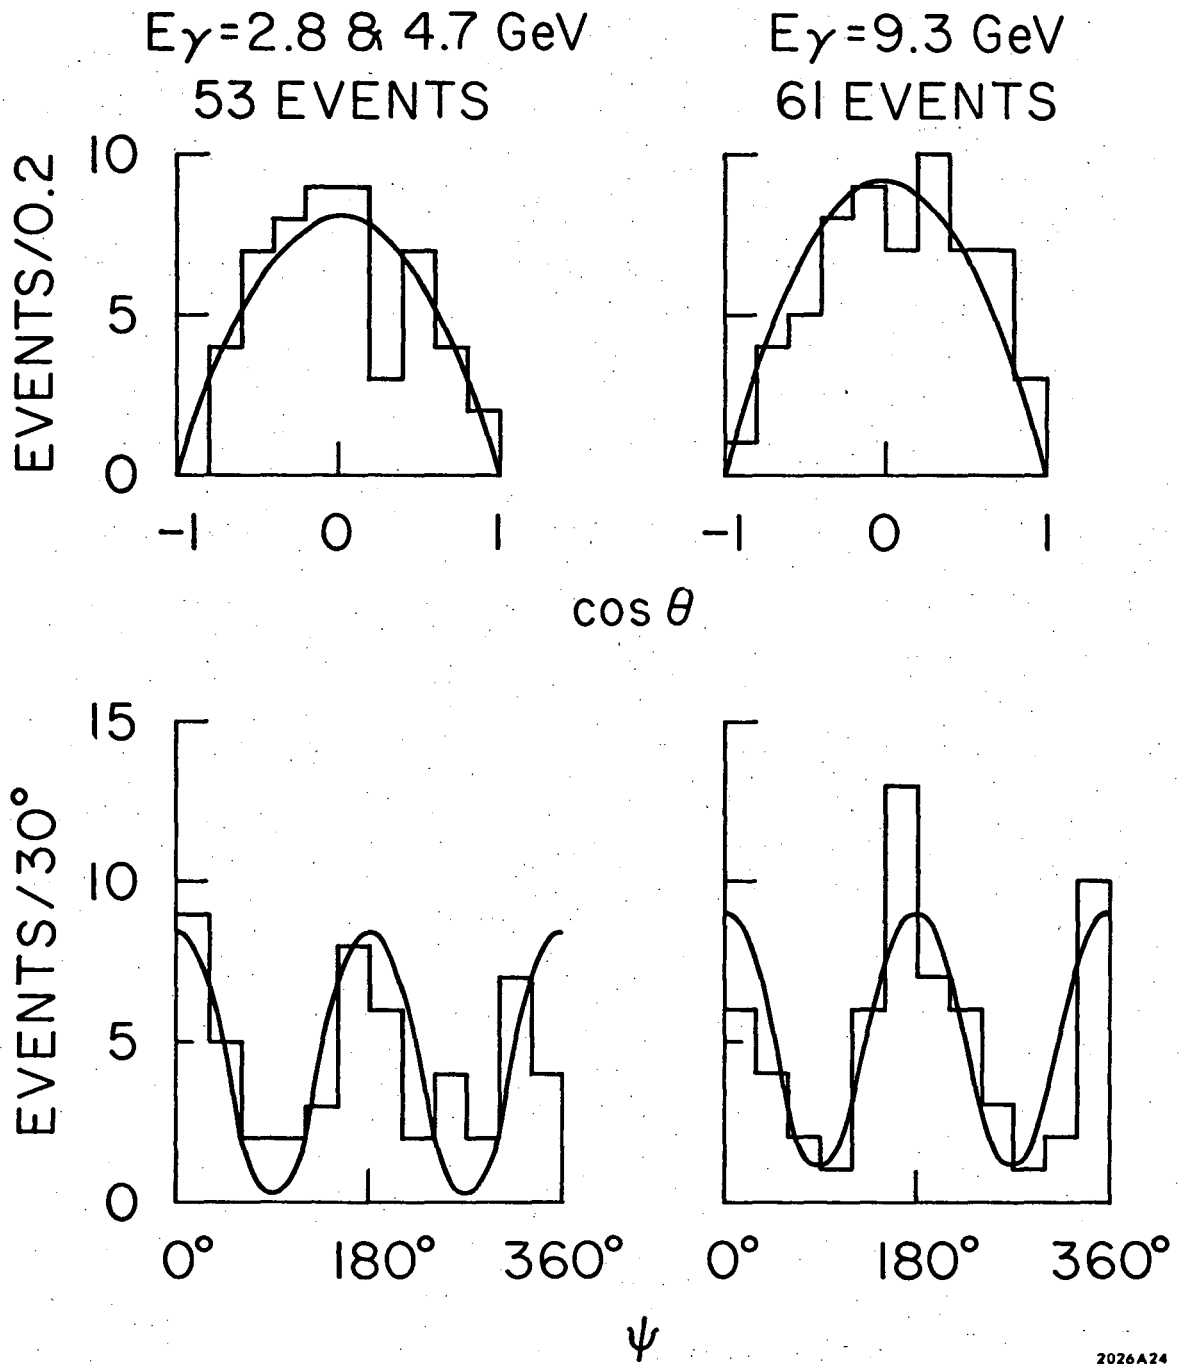 Eγ=2.8 & 4.7 GeV
53 EVENTS
Eγ=9.3 GeV
61 EVENTS
EVENTS/0.2
10
5
0
-1 0 1
-1 0 1
cos θ
EVENTS/30°
15
10
5
0
0° 180° 360°
0° 180° 360°
ψ
2026A24